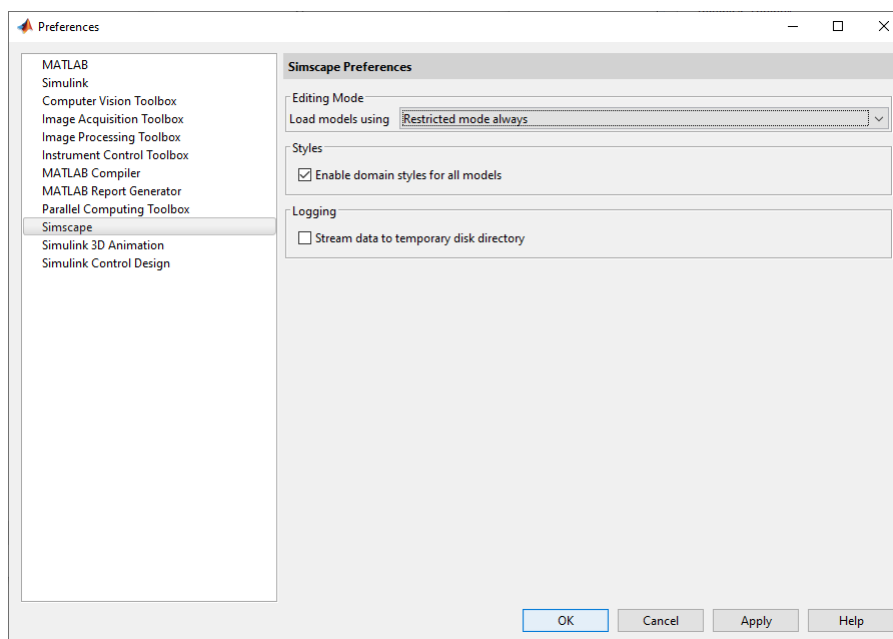 Preferences
MATLAB
Simulink
Computer Vision Toolbox
Image Acquisition Toolbox
Image Processing Toolbox
Instrument Control Toolbox
MATLAB Compiler
MATLAB Report Generator
Parallel Computing Toolbox
Simscape
Simulink 3D Animation
Simulink Control Design
Simscape Preferences
Editing Mode
Load models using Restricted mode always
Styles
Enable domain styles for all models
Logging
Stream data to temporary disk directory
OK Cancel Apply Help